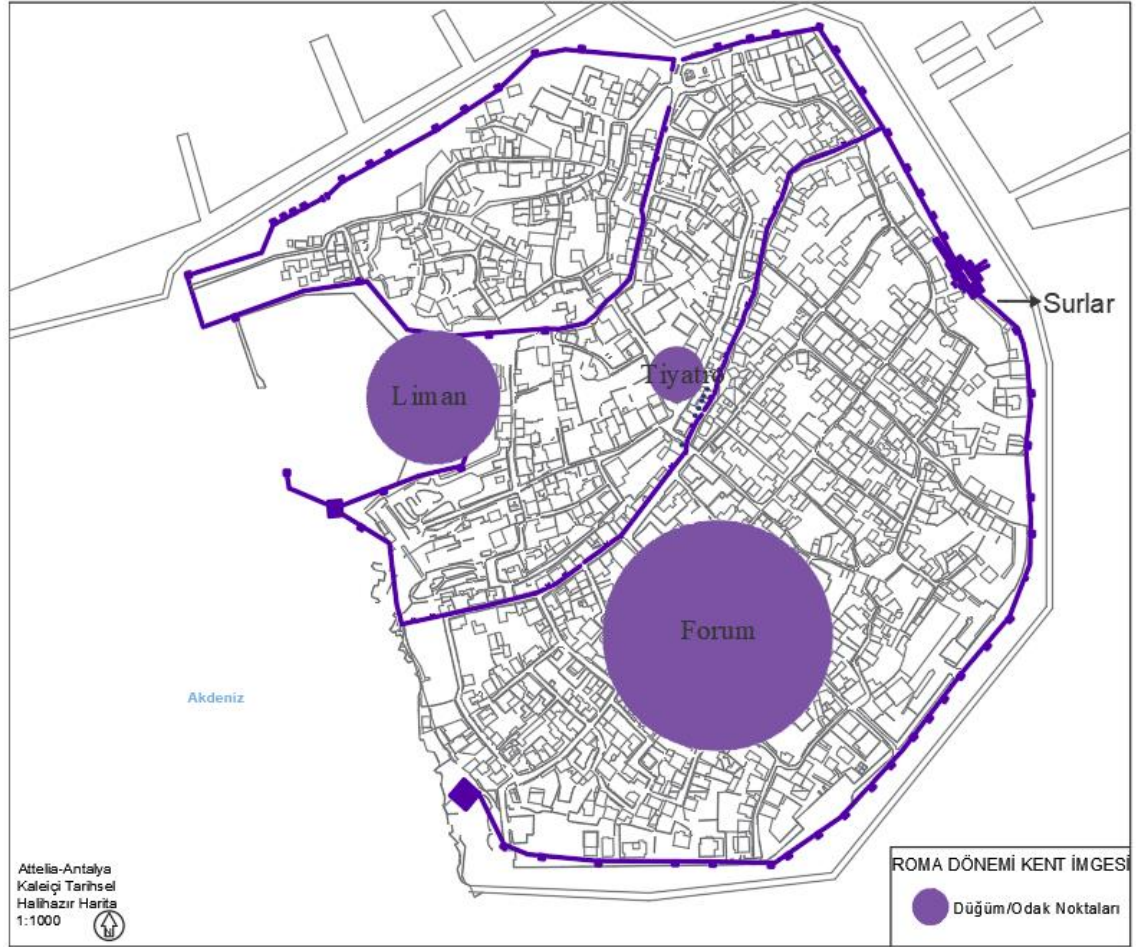 Surlar
Tiyatro
Liman
Forum
Akdeniz
Attelia-Antalya
Kaleiçi Tarihsel
Halihazır Harita
1:1000
N
ROMA DÖNEMİ KENT İMGESİ
Düğüm/Odak Noktaları